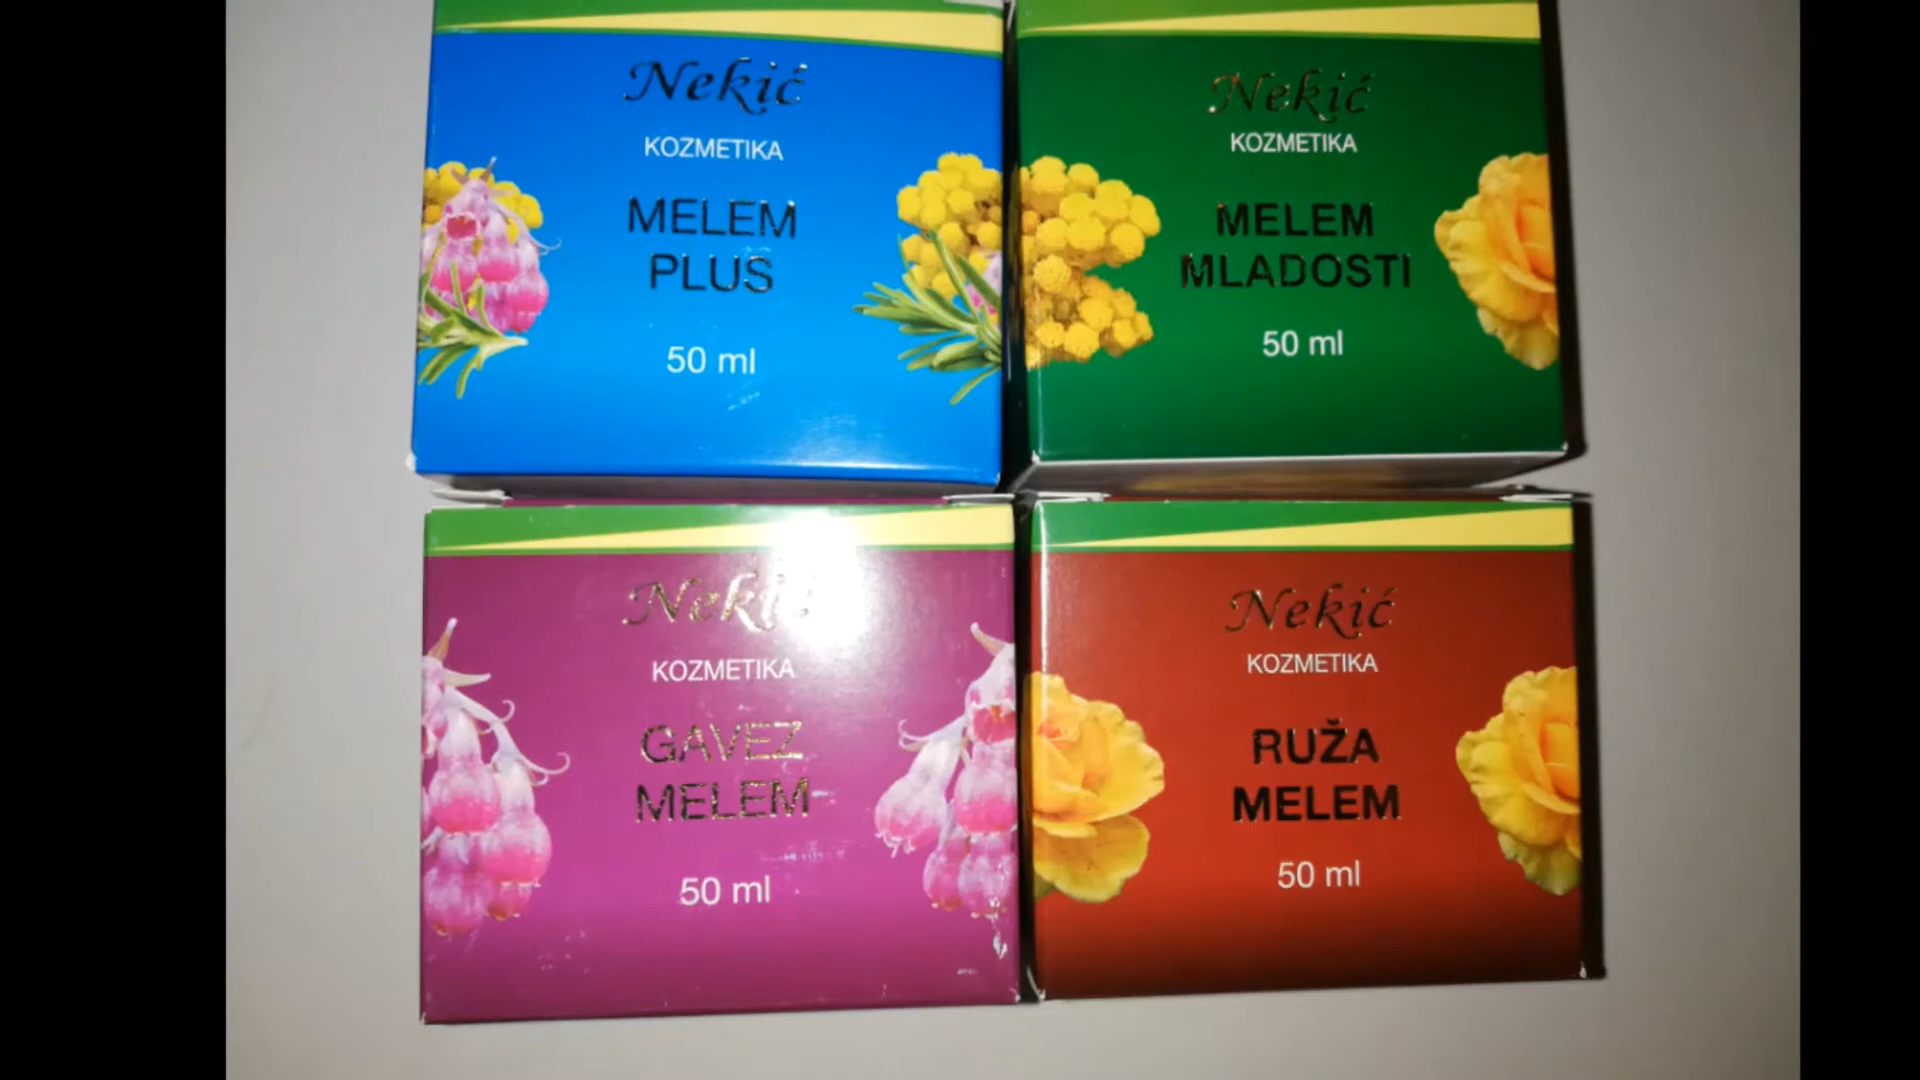 Nekić
KOZMETIKA
MELEM
PLUS
50 ml
Nekić
KOZMETIKA
MELEM
MLADOSTI
50 ml
Nekić
KOZMETIKA
GAVEZ
MELEM
50 ml
Nekić
KOZMETIKA
RUŽA
MELEM
50 ml